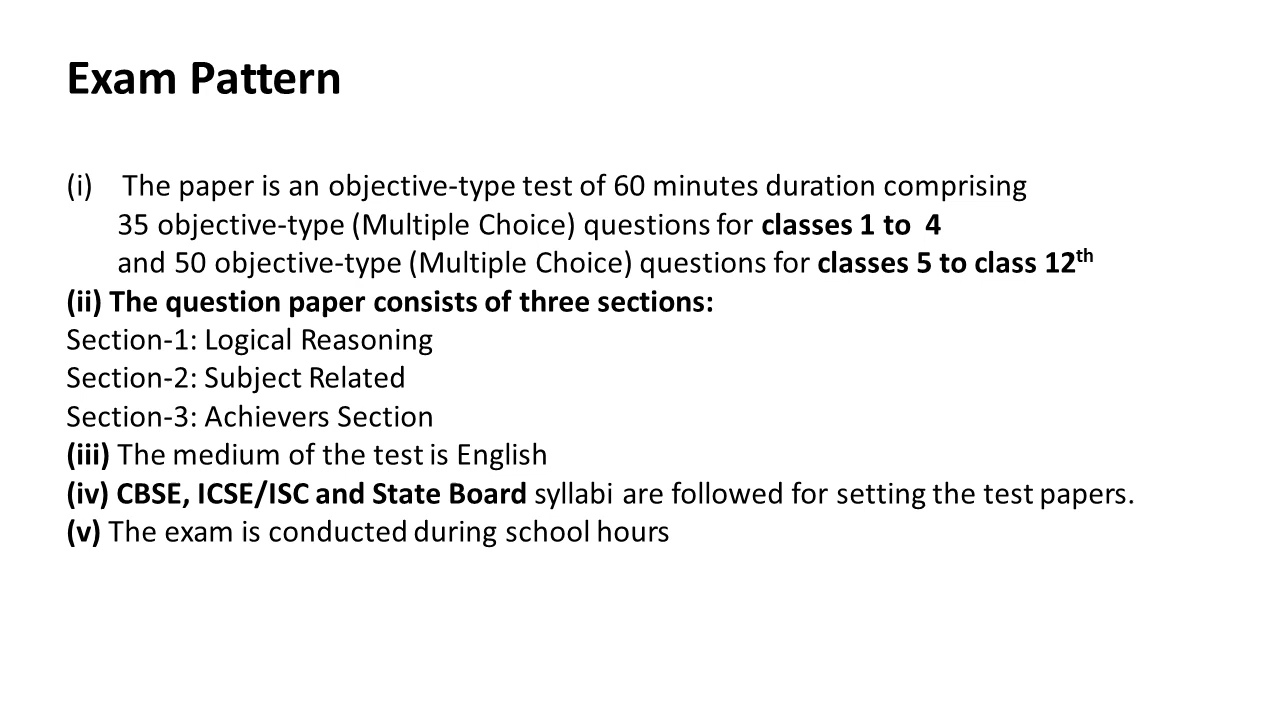 Exam Pattern
(i) The paper is an objective-type test of 60 minutes duration comprising
35 objective-type (Multiple Choice) questions for classes 1 to 4
and 50 objective-type (Multiple Choice) questions for classes 5 to class 12th
(ii) The question paper consists of three sections:
Section-1: Logical Reasoning
Section-2: Subject Related
Section-3: Achievers Section
(iii) The medium of the test is English
(iv) CBSE, ICSE/ISC and State Board syllabi are followed for setting the test papers.
(v) The exam is conducted during school hours